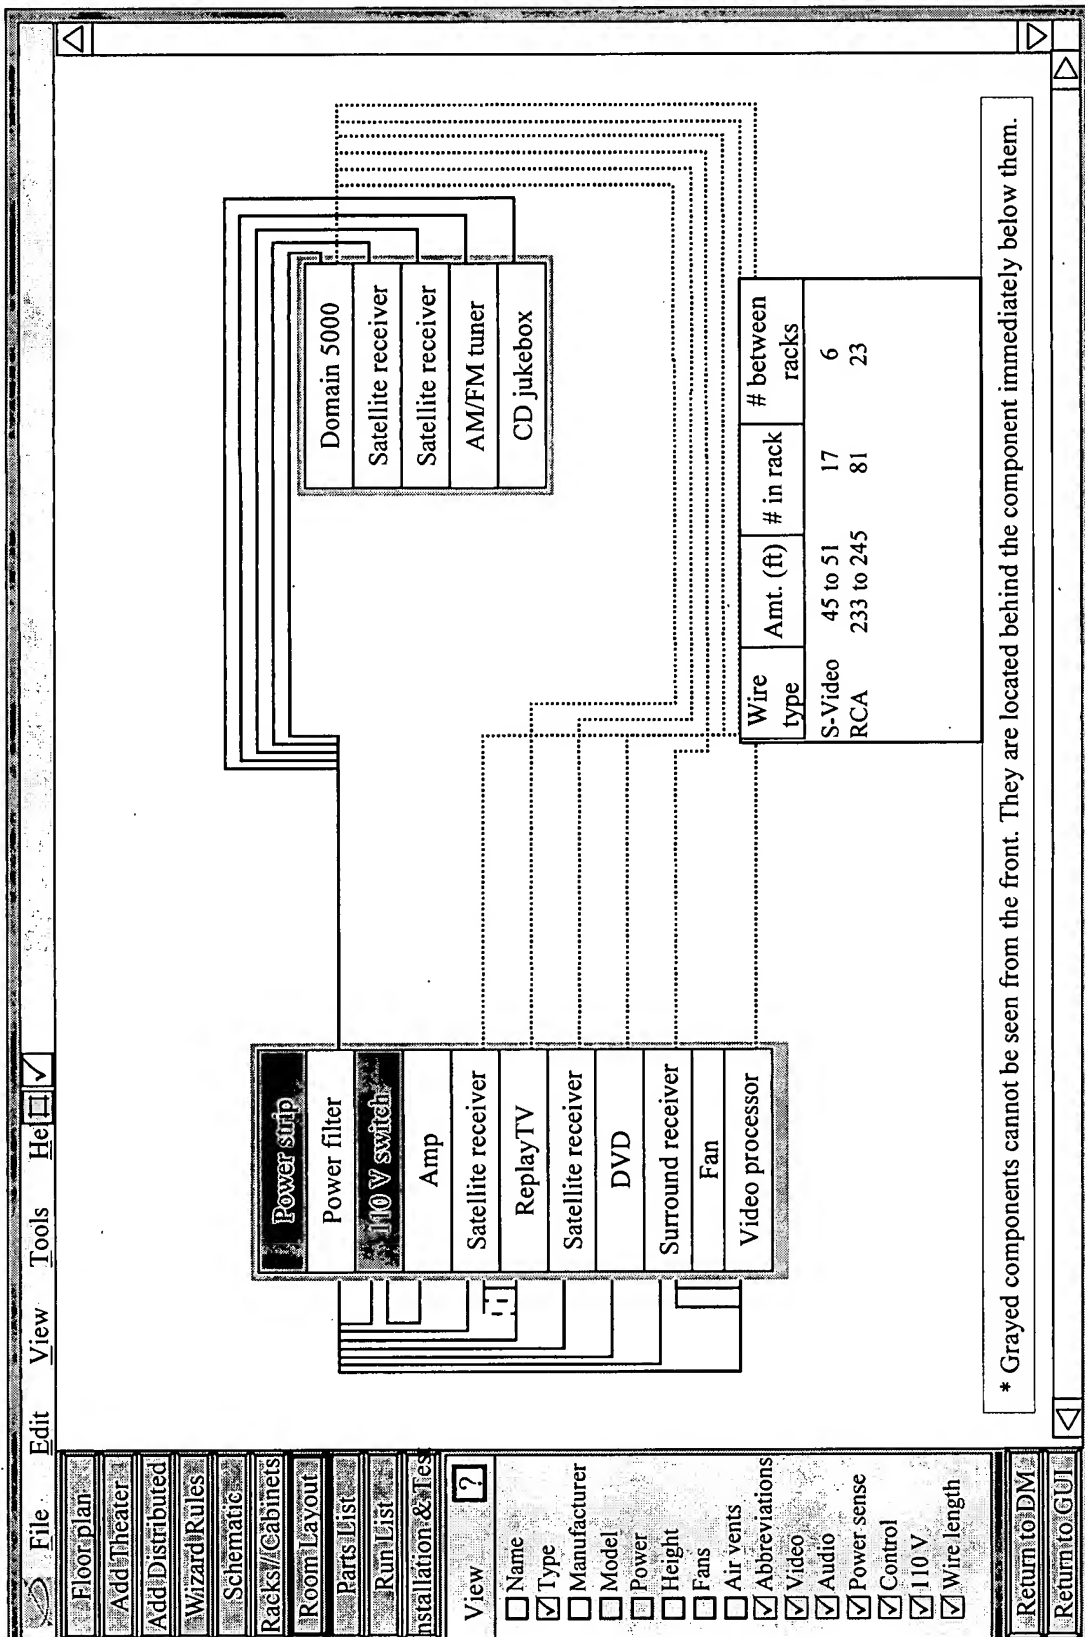 File Edit View Tools Hel
Floor plan
Add Theater
Add Distributed
Wizard Rules
Schematic
Racks//Cabinets
Room Layout
Parts List
Run List
nstallation & Tes
View ?
Name
Type
Manufacturer
Model
Power
Height
Fans
Air vents
Abbreviations
Video
Audio
Power sense
Control
110 V
Wire length
Return to DM
Return to GUI
Power strip
Power filter
110 V switch
Amp
Satellite receiver
ReplayTV
Satellite receiver
DVD
Surround receiver
Fan
Video processor
Domain 5000
Satellite receiver
Satellite receiver
AM/FM tuner
CD jukebox
Wire type Amt. (ft) # in rack # between racks
S-Video 45 to 51 17 6
RCA 233 to 245 81 23
* Grayed components cannot be seen from the front. They are located behind the component immediately below them.